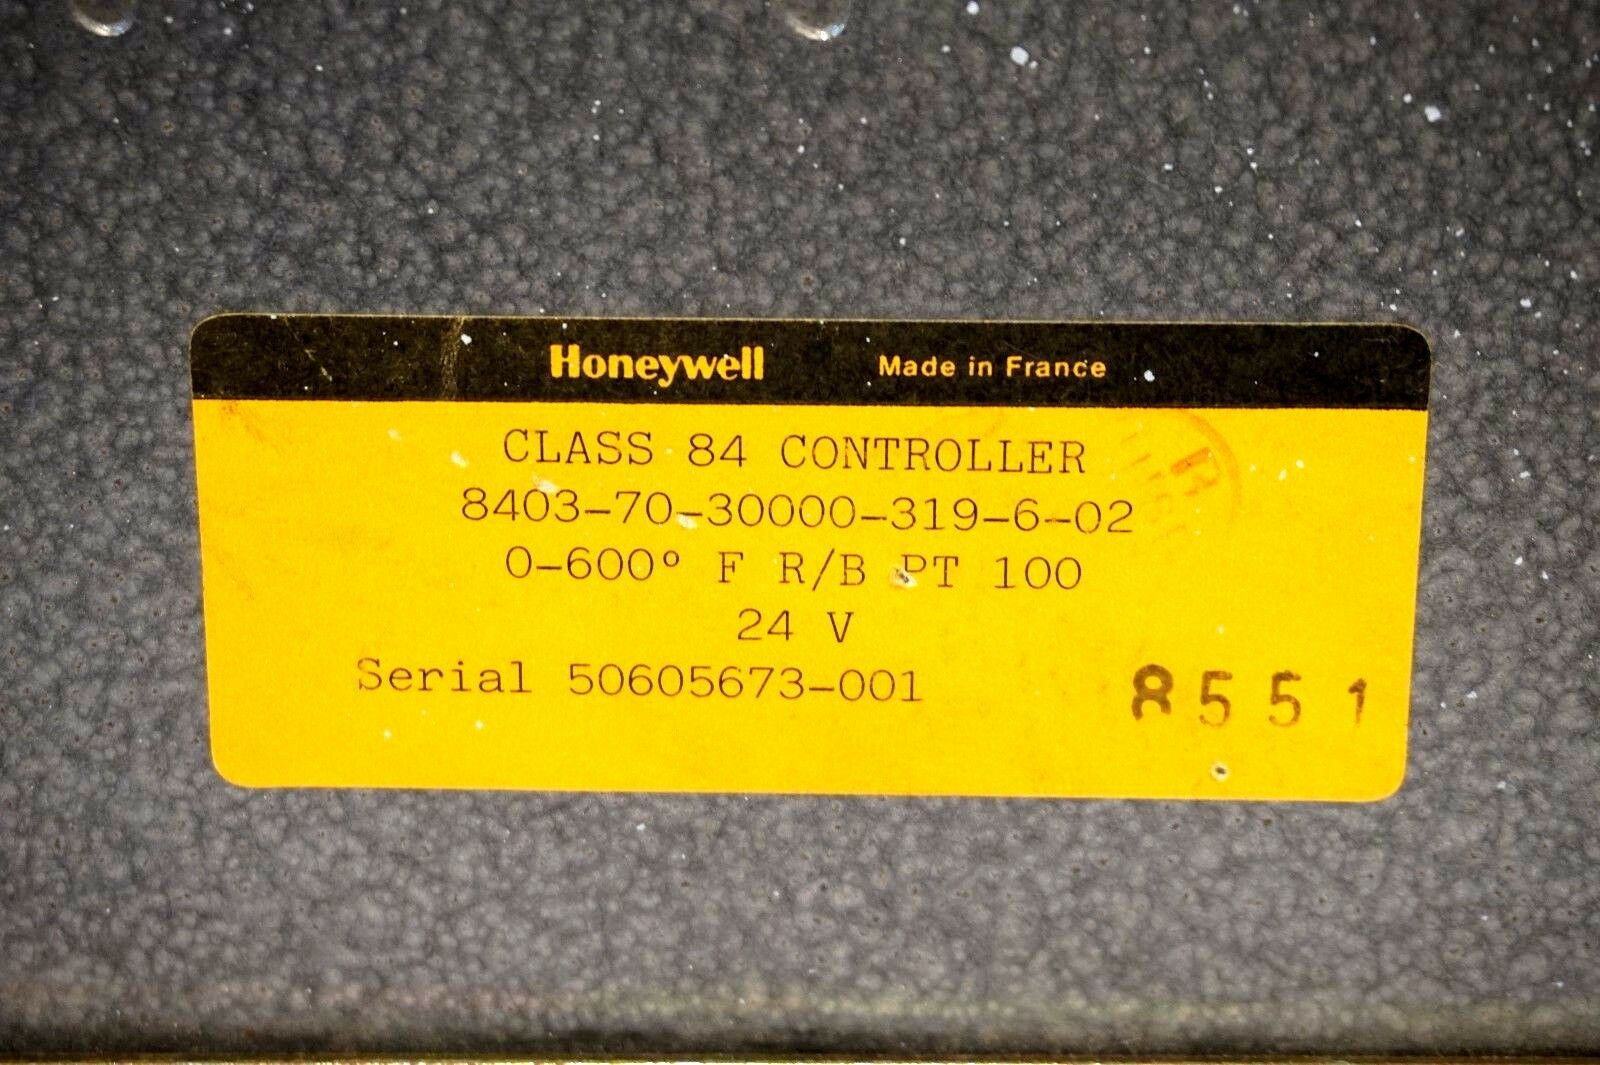 Honeywell Made in France
CLASS 84 CONTROLLER
8403-70-30000-319-6-02
0-600° F R/B PT 100
24 V
Serial 50605673-001
8551